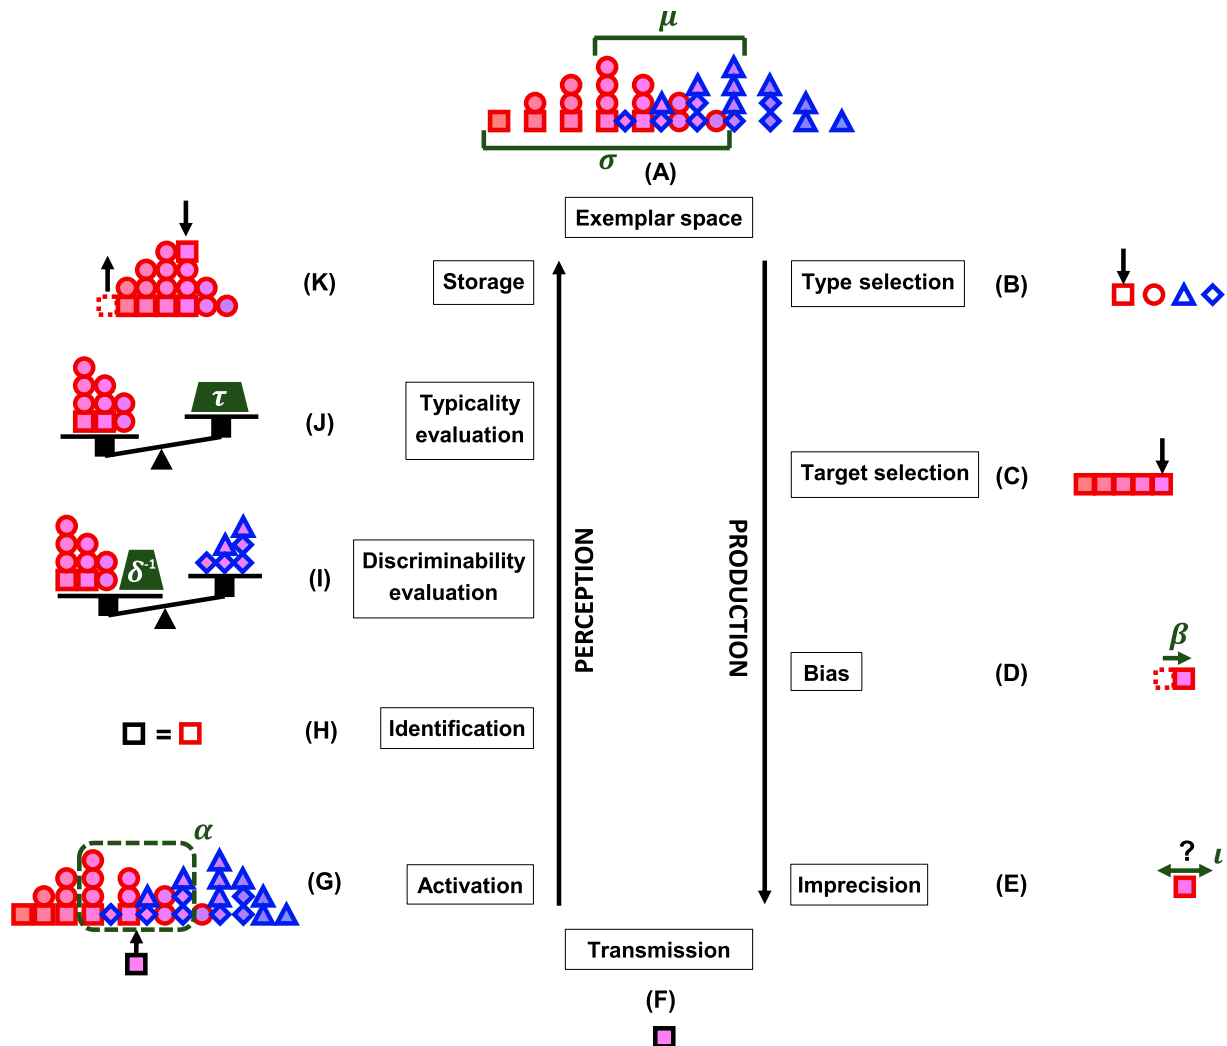 μ
σ
(A)
Exemplar space
(K)
Storage
Type selection
(B)
τ
(J)
Typicality
evaluation
Target selection
(C)
δ⁻¹
(I)
Discriminability
evaluation
PERCEPTION
PRODUCTION
β
Bias
(D)
=
(H)
Identification
α
(G)
Activation
Imprecision
(E)
?
ι
Transmission
(F)